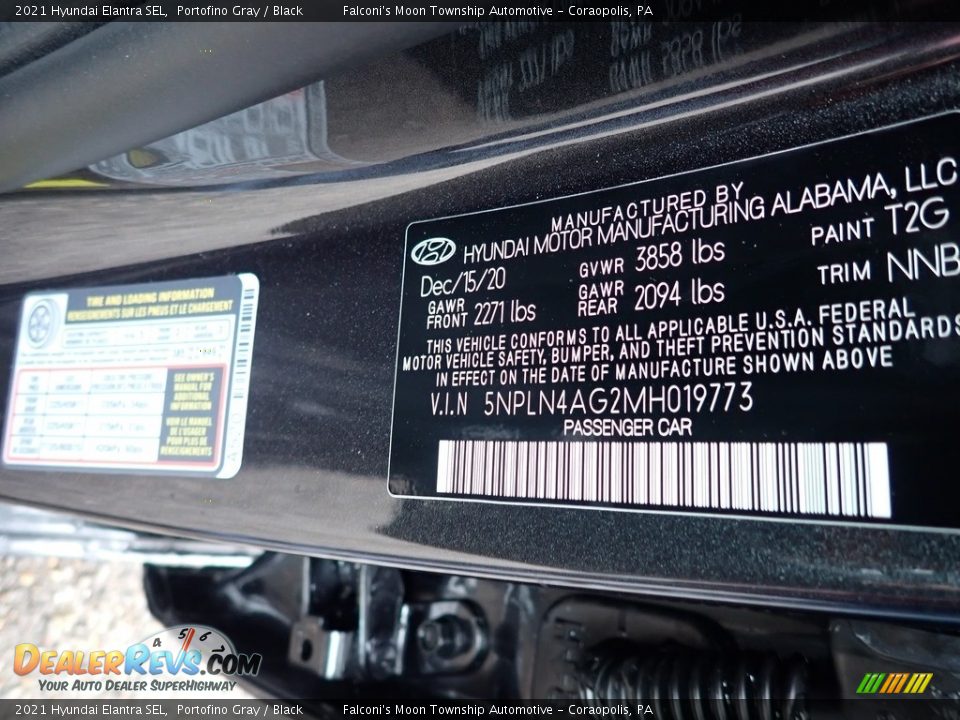 2021 Hyundai Elantra SEL, Portofino Gray / Black Falconi's Moon Township Automotive - Coraopolis, PA
MANUFACTURED BY
HYUNDAI MOTOR MANUFACTURING ALABAMA, LLC
Dec/15/20 GVWR 3858 lbs PAINT T2G
GAWR FRONT 2271 lbs GAWR REAR 2094 lbs TRIM NNB
THIS VEHICLE CONFORMS TO ALL APPLICABLE U.S.A. FEDERAL
MOTOR VEHICLE SAFETY, BUMPER, AND THEFT PREVENTION STANDARDS
IN EFFECT ON THE DATE OF MANUFACTURE SHOWN ABOVE
V.I.N 5NPLN4AG2MH019773
PASSENGER CAR
TIRE AND LOADING INFORMATION
RENSEIGNEMENTS SUR LES PNEUS ET LE CHARGEMENT
SEE OWNER'S
MANUAL FOR
ADDITIONAL
INFORMATION
VOIR LE MANUEL
DE L'USAGER
POUR PLUS DE
RENSEIGNEMENTS
4 5 6
DEALERREVS.COM
YOUR AUTO DEALER SUPERHIGHWAY
2021 Hyundai Elantra SEL, Portofino Gray / Black Falconi's Moon Township Automotive - Coraopolis, PA